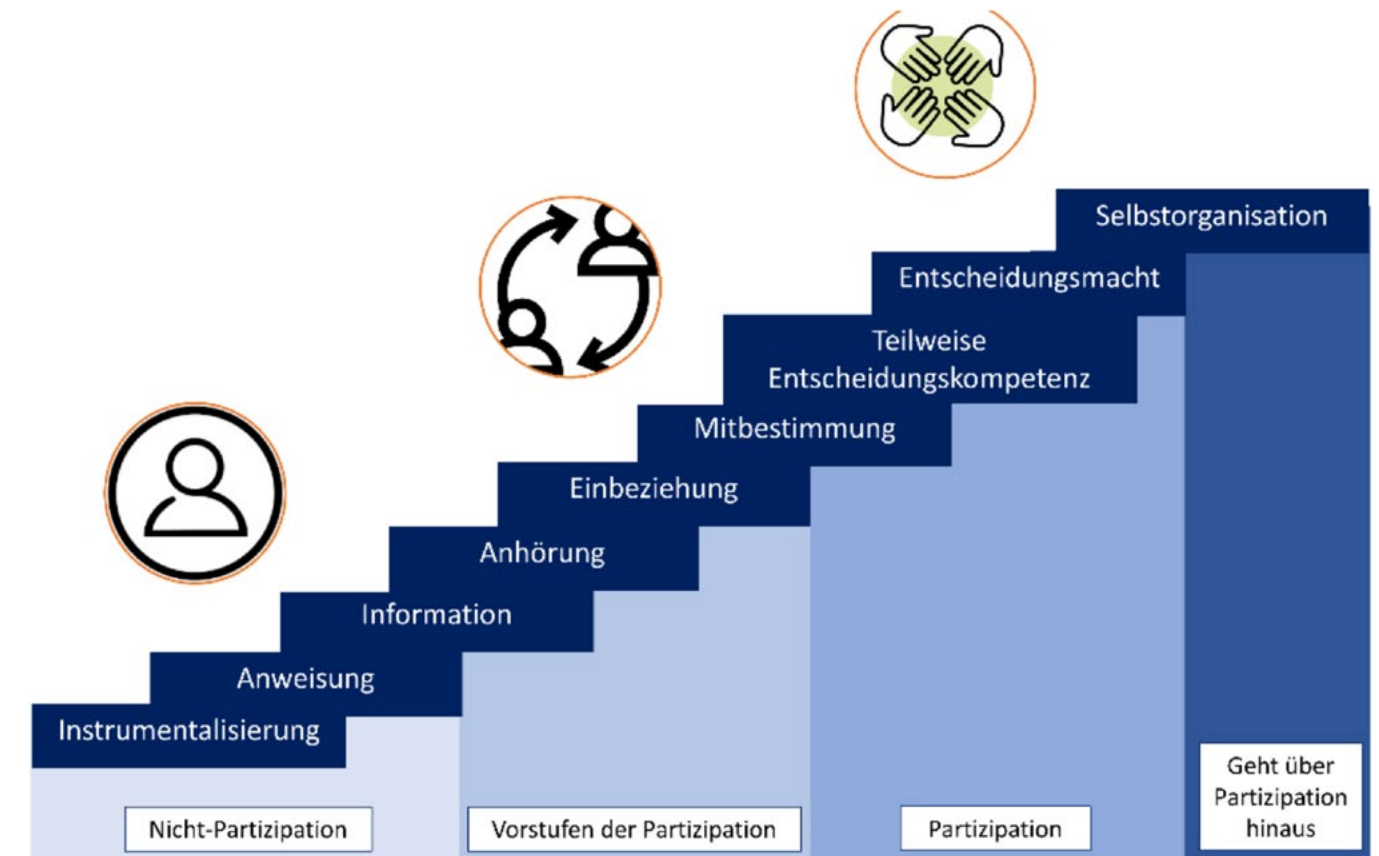 Selbstorganisation
Entscheidungsmacht
Teilweise
Entscheidungskompetenz
Mitbestimmung
Einbeziehung
Anhörung
Information
Anweisung
Instrumentalisierung
Nicht-Partizipation
Vorstufen der Partizipation
Partizipation
Geht über
Partizipation
hinaus